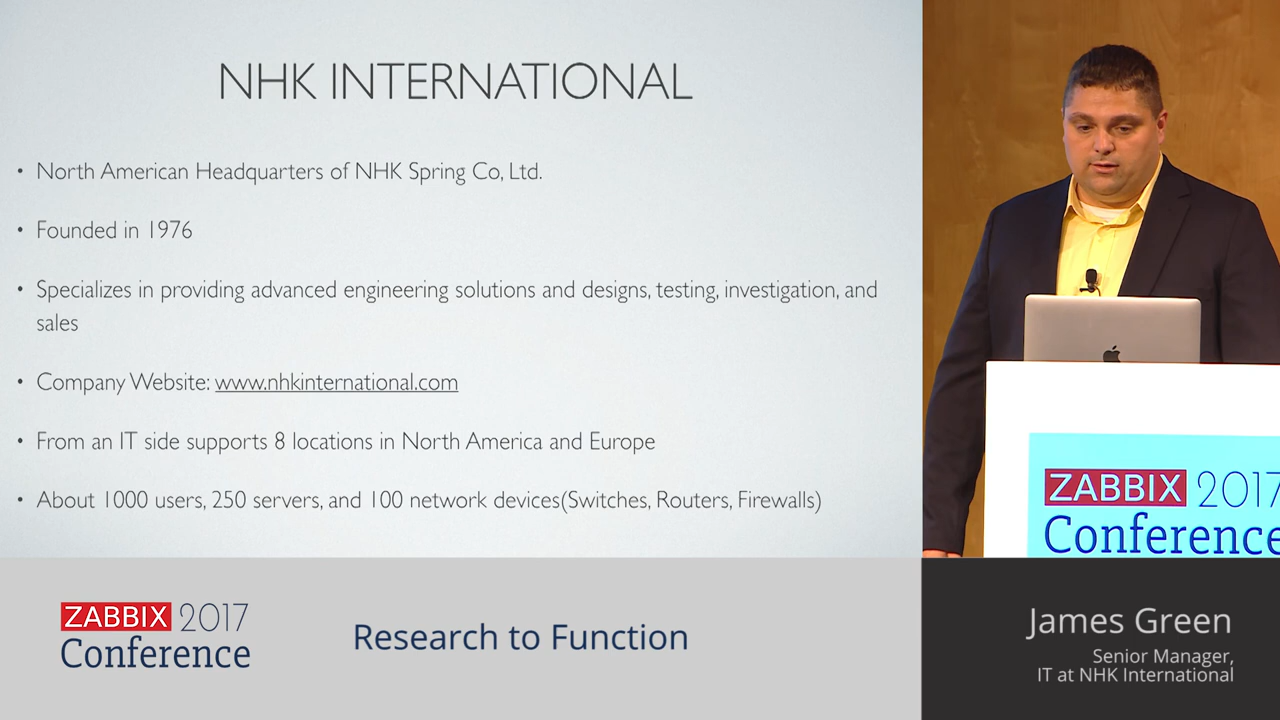 NHK INTERNATIONAL
• North American Headquarters of NHK Spring Co, Ltd.
• Founded in 1976
• Specializes in providing advanced engineering solutions and designs, testing, investigation, and
sales
• Company Website: www.nhkinternational.com
• From an IT side supports 8 locations in North America and Europe
• About 1000 users, 250 servers, and 100 network devices(Switches, Routers, Firewalls)
ZABBIX 2017
Conference
ZABBIX 2017
Conference
Research to Function
James Green
Senior Manager,
IT at NHK International